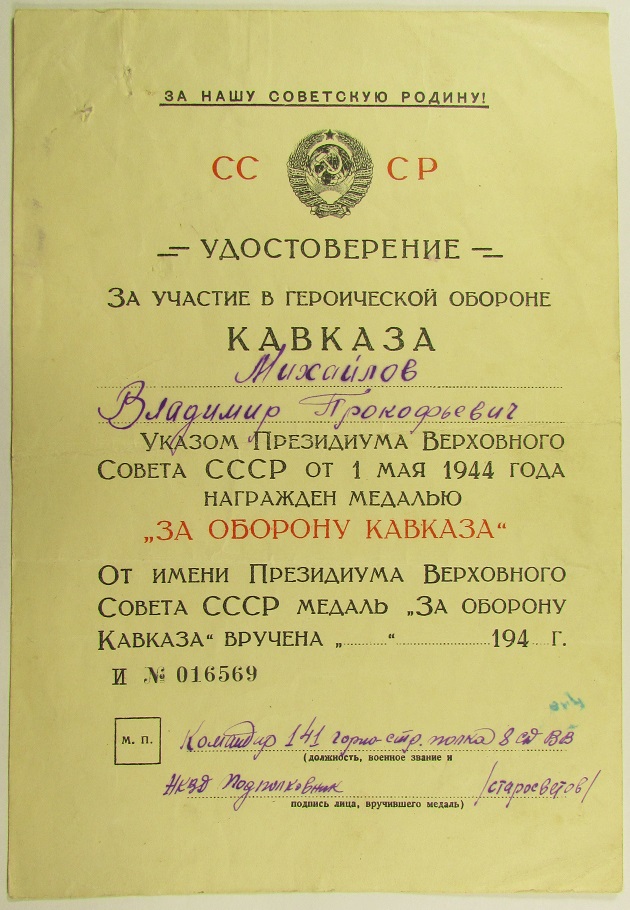 ЗА НАШУ СОВЕТСКУЮ РОДИНУ!
СССР
УДОСТОВЕРЕНИЕ
ЗА УЧАСТИЕ В ГЕРОИЧЕСКОЙ ОБОРОНЕ
КАВКАЗА
Михайлов
Владимир Прокофьевич
УКАЗОМ ПРЕЗИДИУМА ВЕРХОВНОГО
СОВЕТА СССР ОТ 1 МАЯ 1944 ГОДА
НАГРАЖДЕН МЕДАЛЬЮ
„ЗА ОБОРОНУ КАВКАЗА“
ОТ ИМЕНИ ПРЕЗИДИУМА ВЕРХОВНОГО
СОВЕТА СССР МЕДАЛЬ „ЗА ОБОРОНУ
КАВКАЗА“ ВРУЧЕНА „......“ ............ 194... Г.
И № 016569
М. П.
Командир 141 горно-стр. полка 8 сд ВВ
(должность, военное звание и
НКВД Подполковник /старосветов/
подпись лица, вручившего медаль)